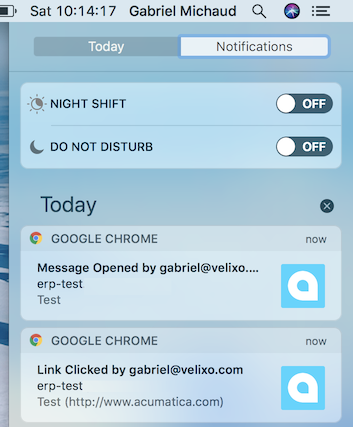 Sat 10:14:17 Gabriel Michaud
Today Notifications
NIGHT SHIFT OFF
DO NOT DISTURB OFF
Today
GOOGLE CHROME now
Message Opened by gabriel@velixo....
erp-test
Test
GOOGLE CHROME now
Link Clicked by gabriel@velixo.com
erp-test
Test (http://www.acumatica.com)